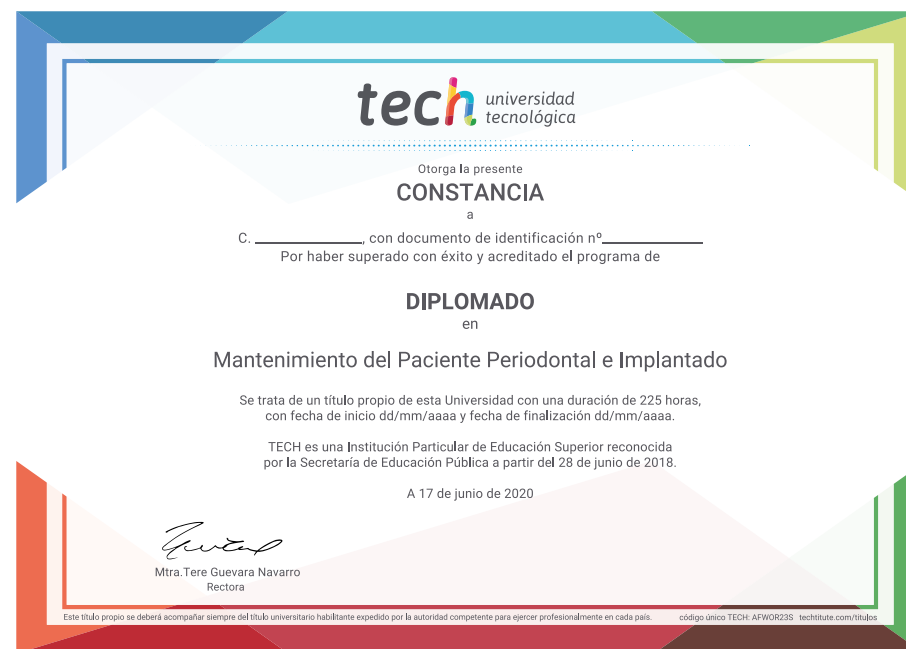 tech universidad
tecnológica
Otorga la presente
CONSTANCIA
a
C. ____________, con documento de identificación nº____________
Por haber superado con éxito y acreditado el programa de
DIPLOMADO
en
Mantenimiento del Paciente Periodontal e Implantado
Se trata de un título propio de esta Universidad con una duración de 225 horas,
con fecha de inicio dd/mm/aaaa y fecha de finalización dd/mm/aaaa.
TECH es una Institución Particular de Educación Superior reconocida
por la Secretaría de Educación Pública a partir del 28 de junio de 2018.
A 17 de junio de 2020
Mtra.Tere Guevara Navarro
Rectora
Este título propio se deberá acompañar siempre del título universitario habilitante expedido por la autoridad competente para ejercer profesionalmente en cada país. código único TECH: AFWOR23S techtitute.com/titulos